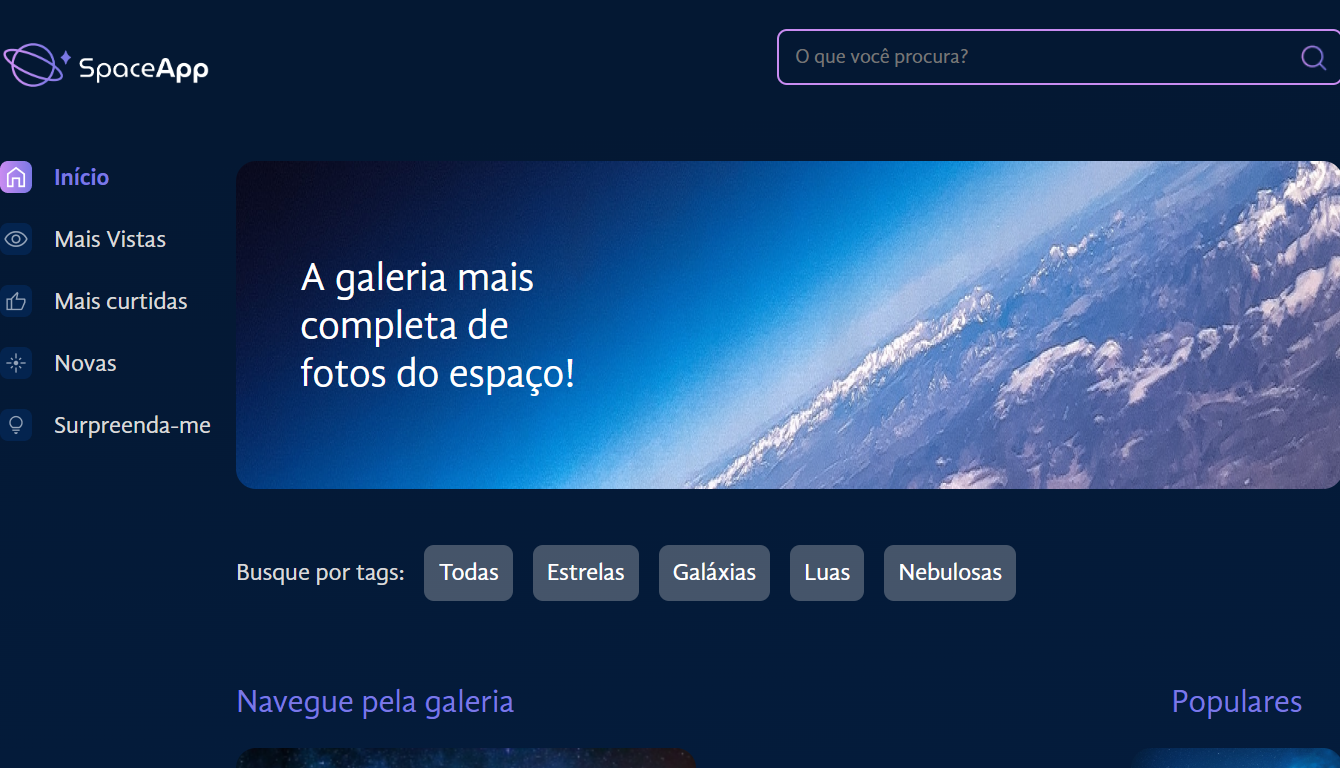 SpaceApp
O que você procura?
Início
Mais Vistas
Mais curtidas
Novas
Surpreenda-me
A galeria mais
completa de
fotos do espaço!
Busque por tags: Todas Estrelas Galáxias Luas Nebulosas
Navegue pela galeria
Populares